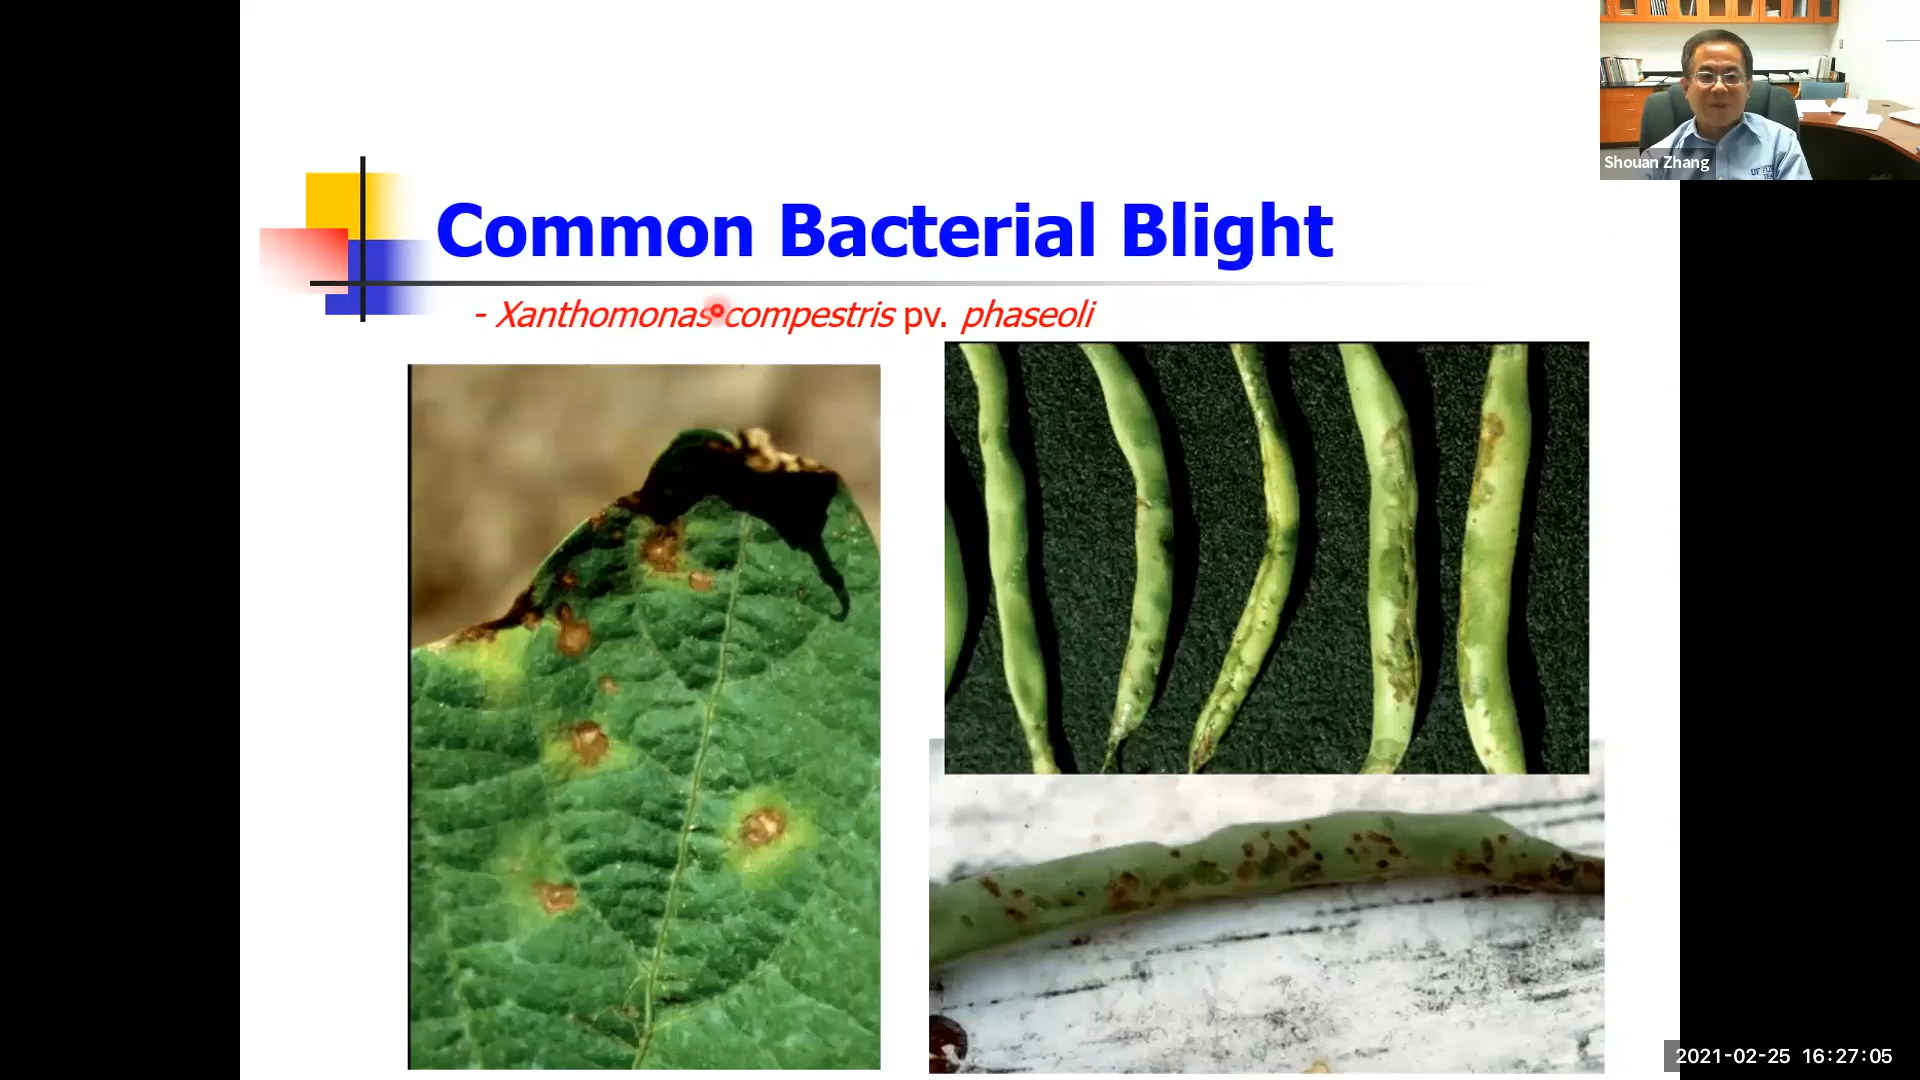 Common Bacterial Blight
- Xanthomonas compestris pv. phaseoli
Shouan Zhang
2021-02-25 16:27:05